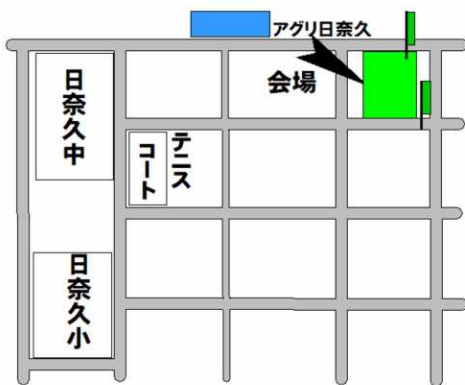 アグリ日奈久
会場
日奈久中
テニス
コート
日奈久小